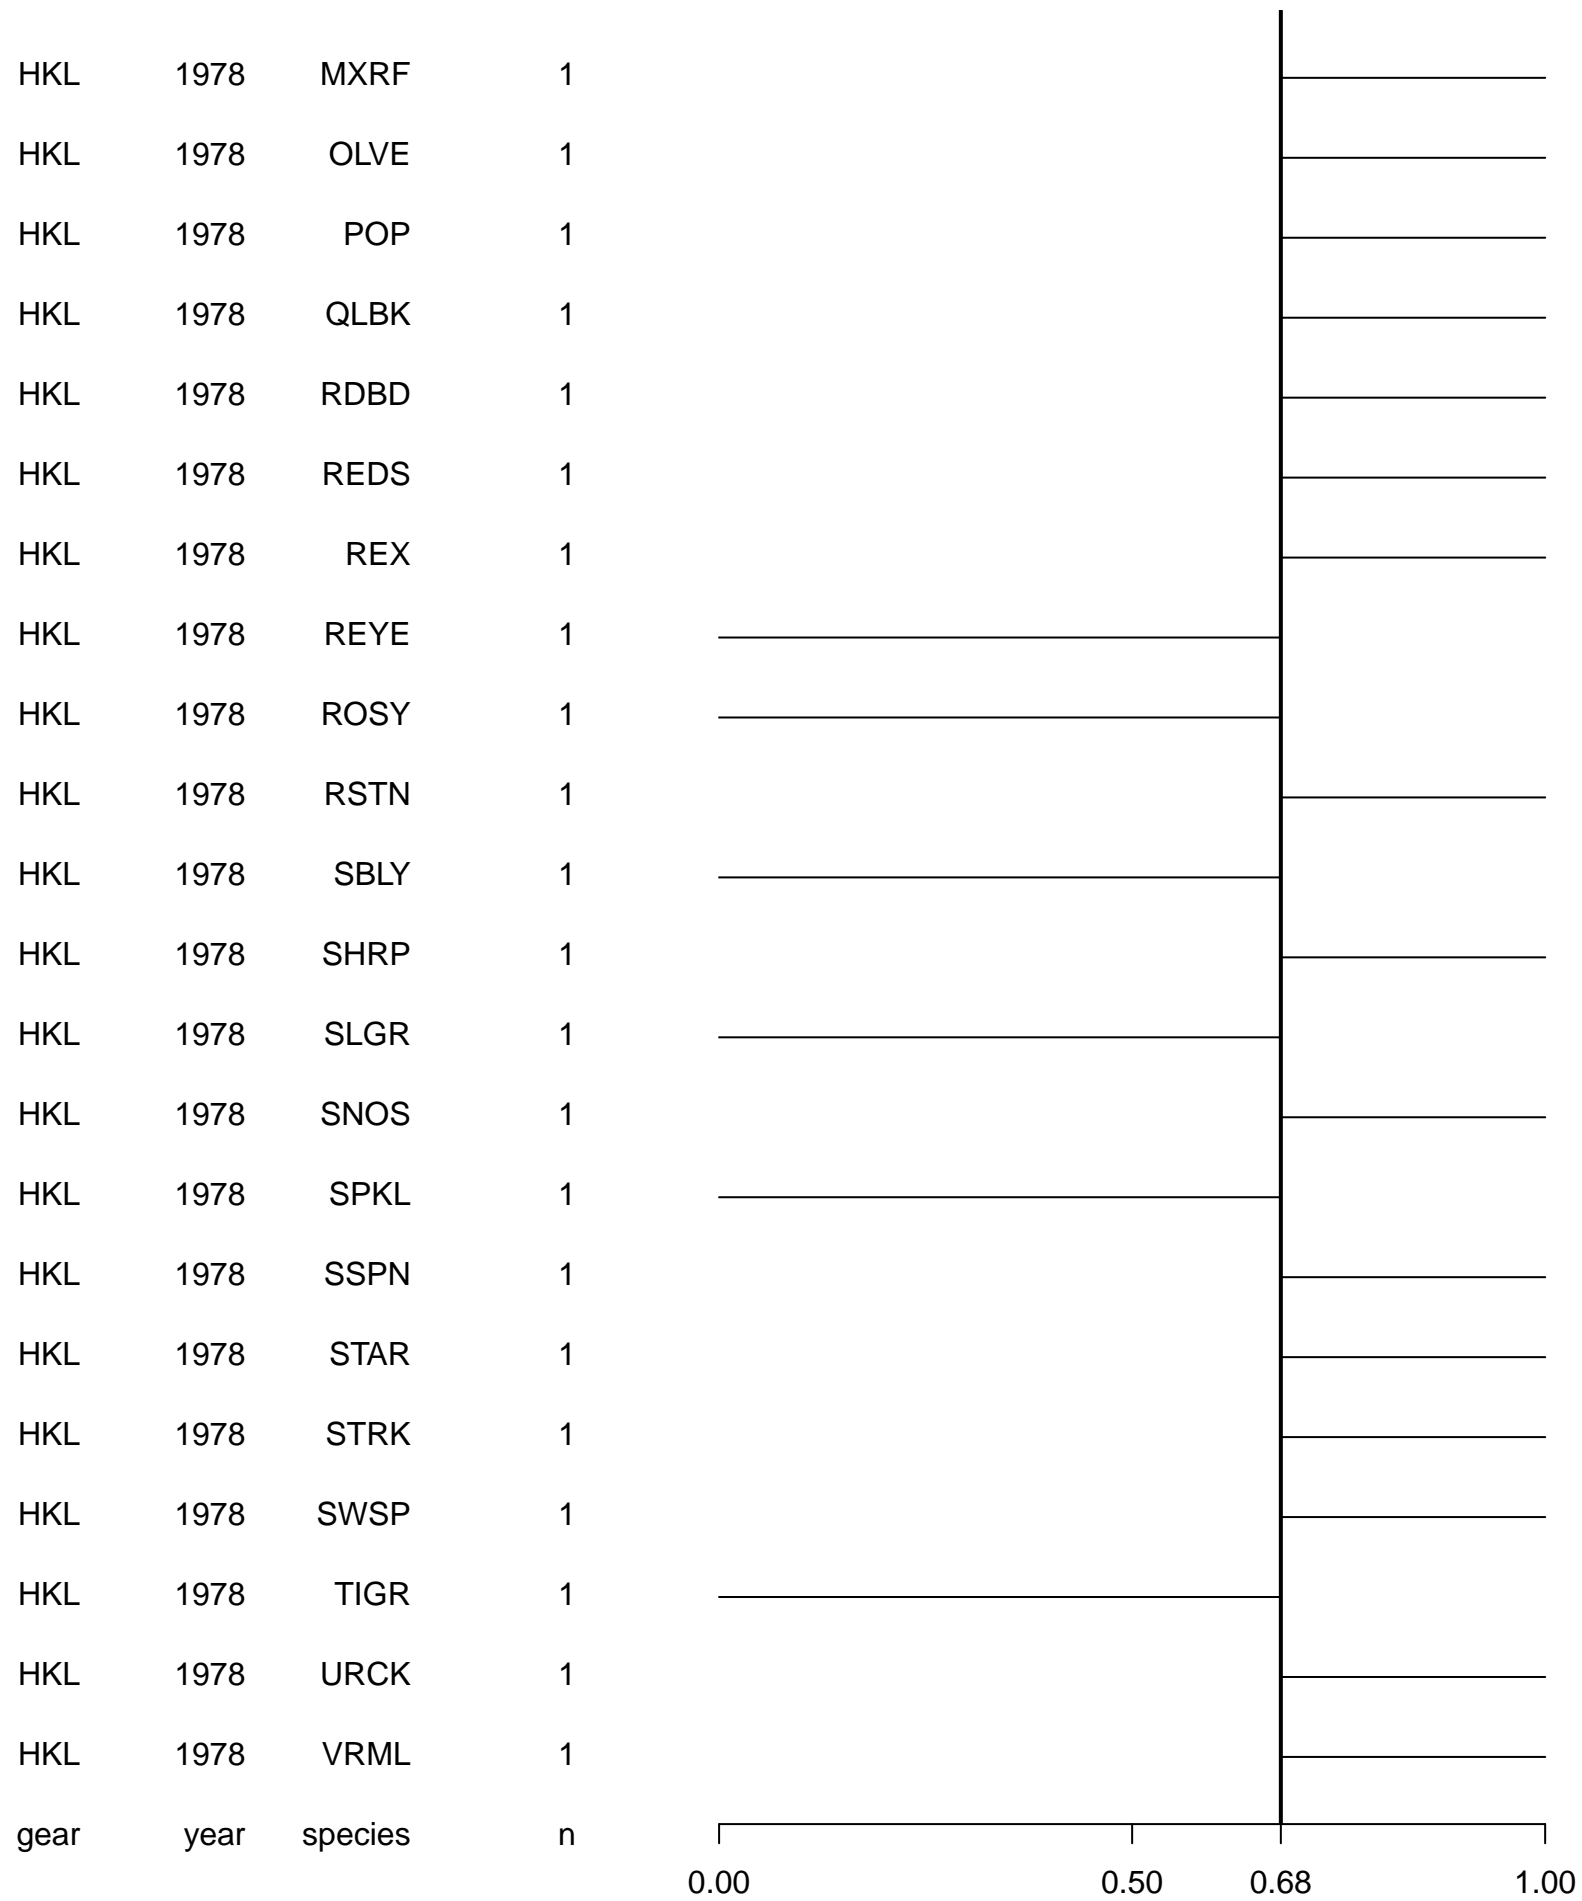 HKL 1978 MXRF 1
HKL 1978 OLVE 1
HKL 1978 POP 1
HKL 1978 QLBK 1
HKL 1978 RDBD 1
HKL 1978 REDS 1
HKL 1978 REX 1
HKL 1978 REYE 1
HKL 1978 ROSY 1
HKL 1978 RSTN 1
HKL 1978 SBLY 1
HKL 1978 SHRP 1
HKL 1978 SLGR 1
HKL 1978 SNOS 1
HKL 1978 SPKL 1
HKL 1978 SSPN 1
HKL 1978 STAR 1
HKL 1978 STRK 1
HKL 1978 SWSP 1
HKL 1978 TIGR 1
HKL 1978 URCK 1
HKL 1978 VRML 1
gear year species n
0.00 0.50 0.68 1.00